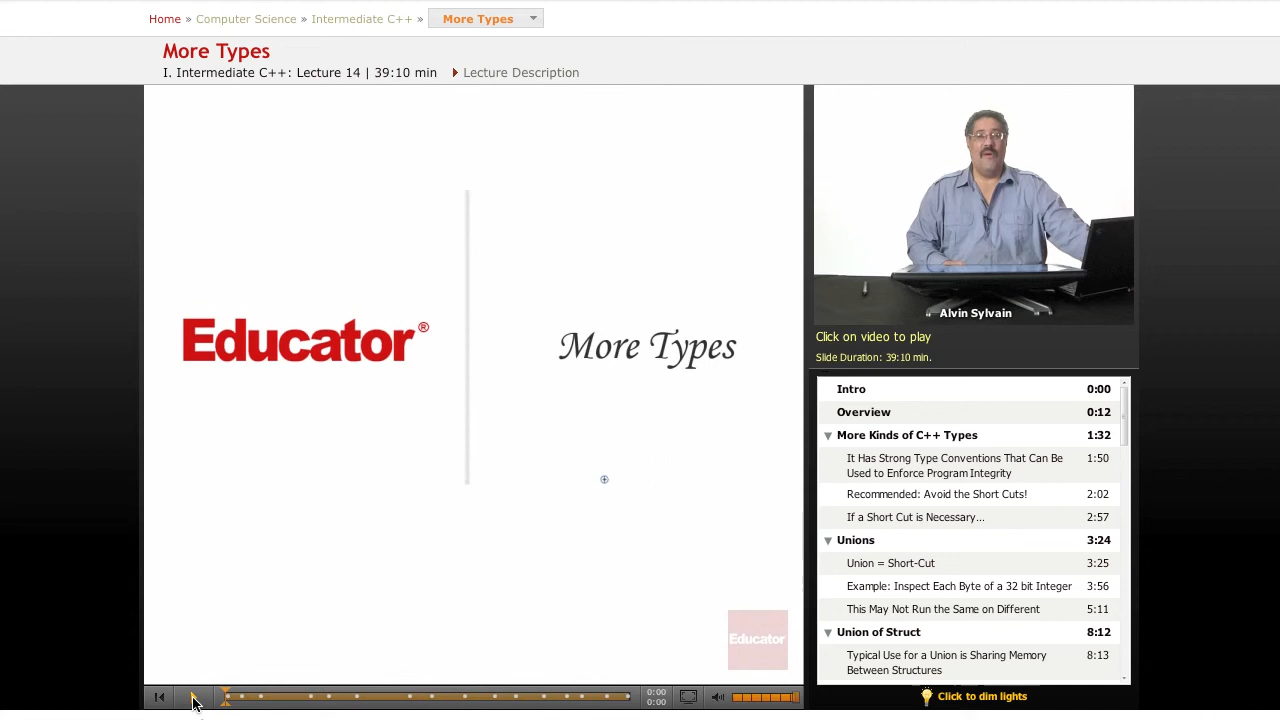 Home » Computer Science » Intermediate C++ » More Types
More Types
I. Intermediate C++: Lecture 14 | 39:10 min Lecture Description
Educator®
More Types
Educator
Alvin Sylvain
Click on video to play
Slide Duration: 39:10 min.
Intro 0:00
Overview 0:12
More Kinds of C++ Types 1:32
It Has Strong Type Conventions That Can Be 1:50
Used to Enforce Program Integrity
Recommended: Avoid the Short Cuts! 2:02
If a Short Cut is Necessary... 2:57
Unions 3:24
Union = Short-Cut 3:25
Example: Inspect Each Byte of a 32 bit Integer 3:56
This May Not Run the Same on Different 5:11
Union of Struct 8:12
Typical Use for a Union is Sharing Memory 8:13
Between Structures
0:00
0:00
Click to dim lights